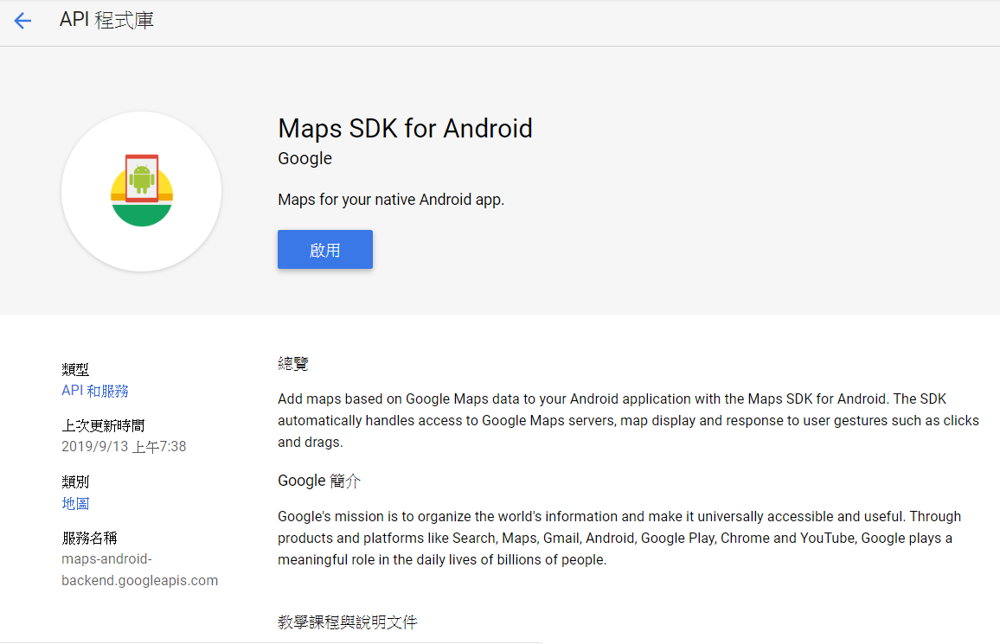 API 程式庫
Maps SDK for Android
Google
Maps for your native Android app.
啟用
類型
API 和服務
上次更新時間
2019/9/13 上午7:38
類別
地圖
服務名稱
maps-android-
backend.googleapis.com
總覽
Add maps based on Google Maps data to your Android application with the Maps SDK for Android. The SDK
automatically handles access to Google Maps servers, map display and response to user gestures such as clicks
and drags.
Google 簡介
Google's mission is to organize the world's information and make it universally accessible and useful. Through
products and platforms like Search, Maps, Gmail, Android, Google Play, Chrome and YouTube, Google plays a
meaningful role in the daily lives of billions of people.
教學課程與說明文件